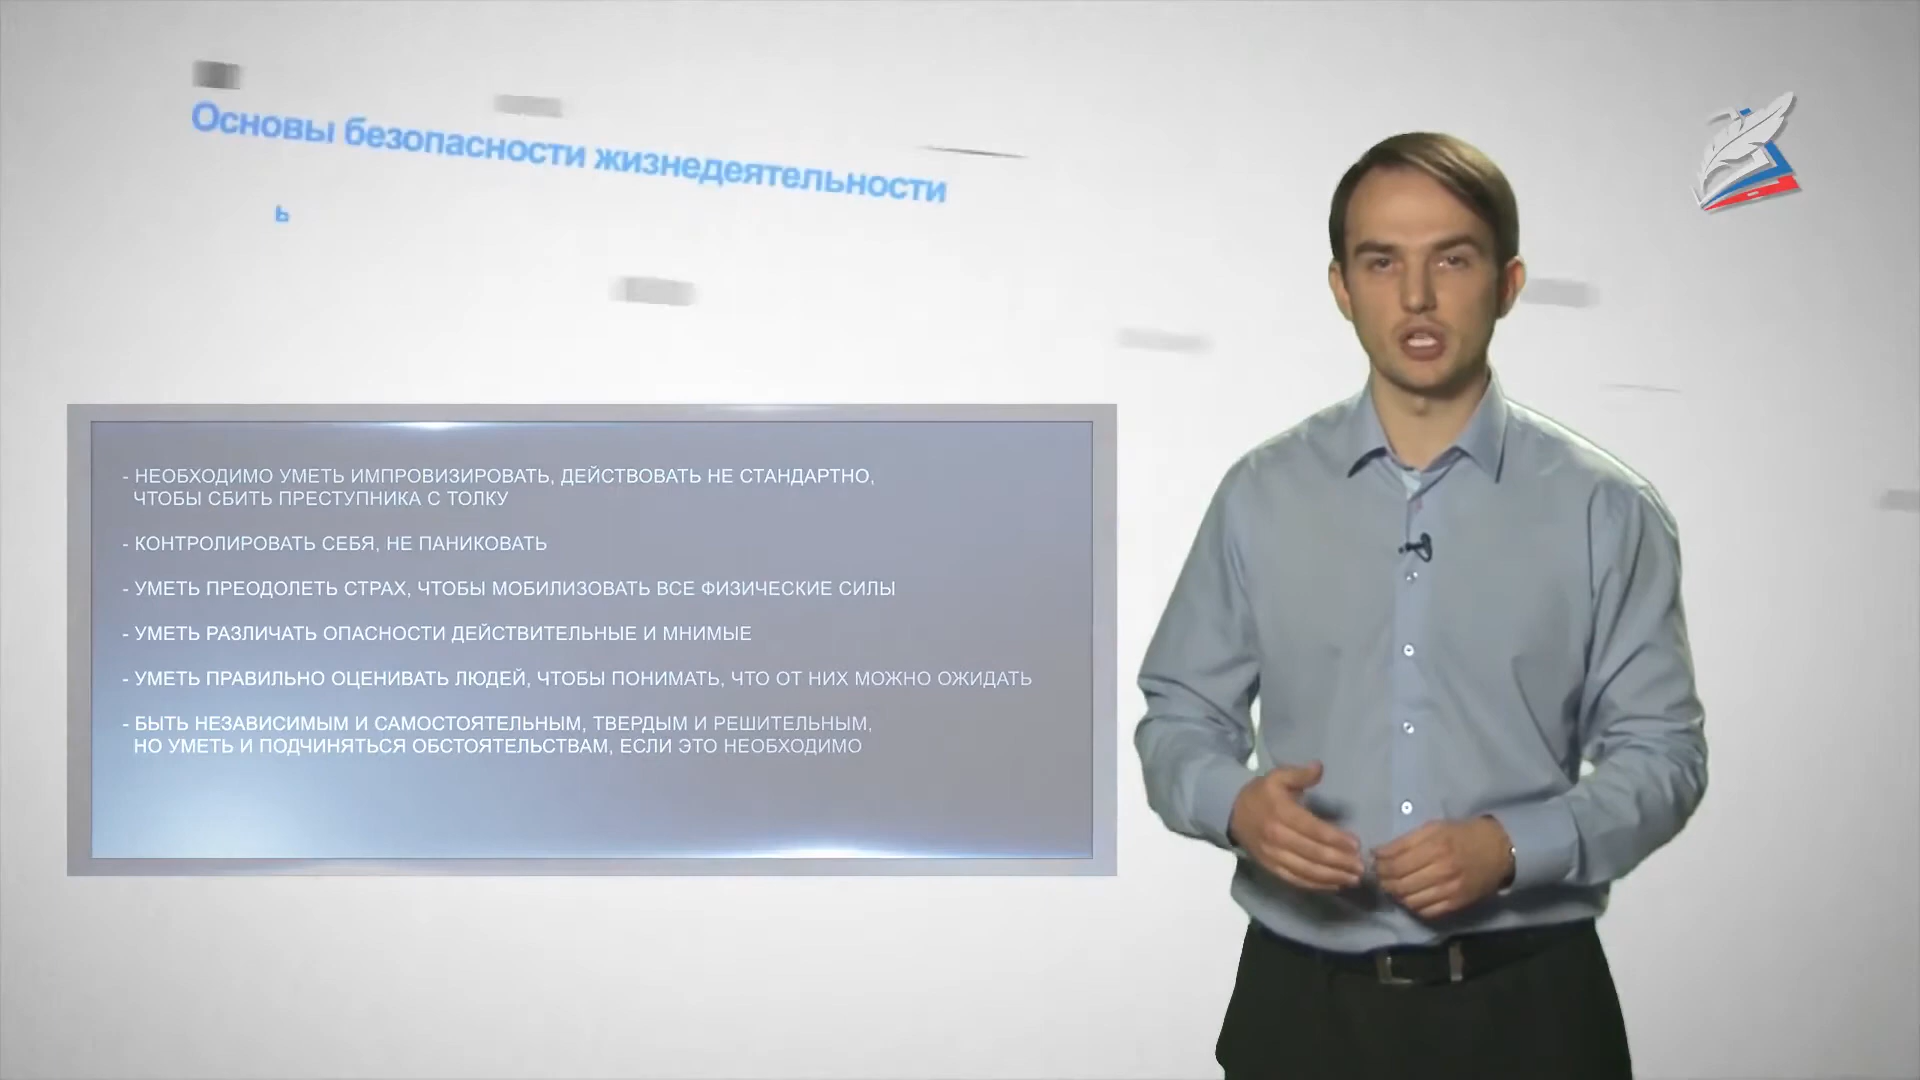 Основы безопасности жизнедеятельности
ь
- НЕОБХОДИМО УМЕТЬ ИМПРОВИЗИРОВАТЬ, ДЕЙСТВОВАТЬ НЕ СТАНДАРТНО,
ЧТОБЫ СБИТЬ ПРЕСТУПНИКА С ТОЛКУ
- КОНТРОЛИРОВАТЬ СЕБЯ, НЕ ПАНИКОВАТЬ
- УМЕТЬ ПРЕОДОЛЕТЬ СТРАХ, ЧТОБЫ МОБИЛИЗОВАТЬ ВСЕ ФИЗИЧЕСКИЕ СИЛЫ
- УМЕТЬ РАЗЛИЧАТЬ ОПАСНОСТИ ДЕЙСТВИТЕЛЬНЫЕ И МНИМЫЕ
- УМЕТЬ ПРАВИЛЬНО ОЦЕНИВАТЬ ЛЮДЕЙ, ЧТОБЫ ПОНИМАТЬ, ЧТО ОТ НИХ МОЖНО ОЖИДАТЬ
- БЫТЬ НЕЗАВИСИМЫМ И САМОСТОЯТЕЛЬНЫМ, ТВЕРДЫМ И РЕШИТЕЛЬНЫМ,
НО УМЕТЬ И ПОДЧИНЯТЬСЯ ОБСТОЯТЕЛЬСТВАМ, ЕСЛИ ЭТО НЕОБХОДИМО